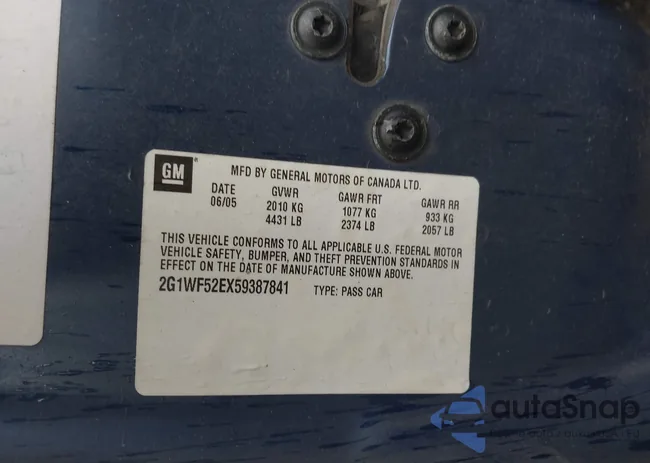 GM
MFD BY GENERAL MOTORS OF CANADA LTD.
DATE GVWR GAWR FRT GAWR RR
06/05 2010 KG 1077 KG 933 KG
4431 LB 2374 LB 2057 LB
THIS VEHICLE CONFORMS TO ALL APPLICABLE U.S. FEDERAL MOTOR
VEHICLE SAFETY, BUMPER, AND THEFT PREVENTION STANDARDS IN
EFFECT ON THE DATE OF MANUFACTURE SHOWN ABOVE.
2G1WF52EX59387841 TYPE: PASS CAR
autoSnap